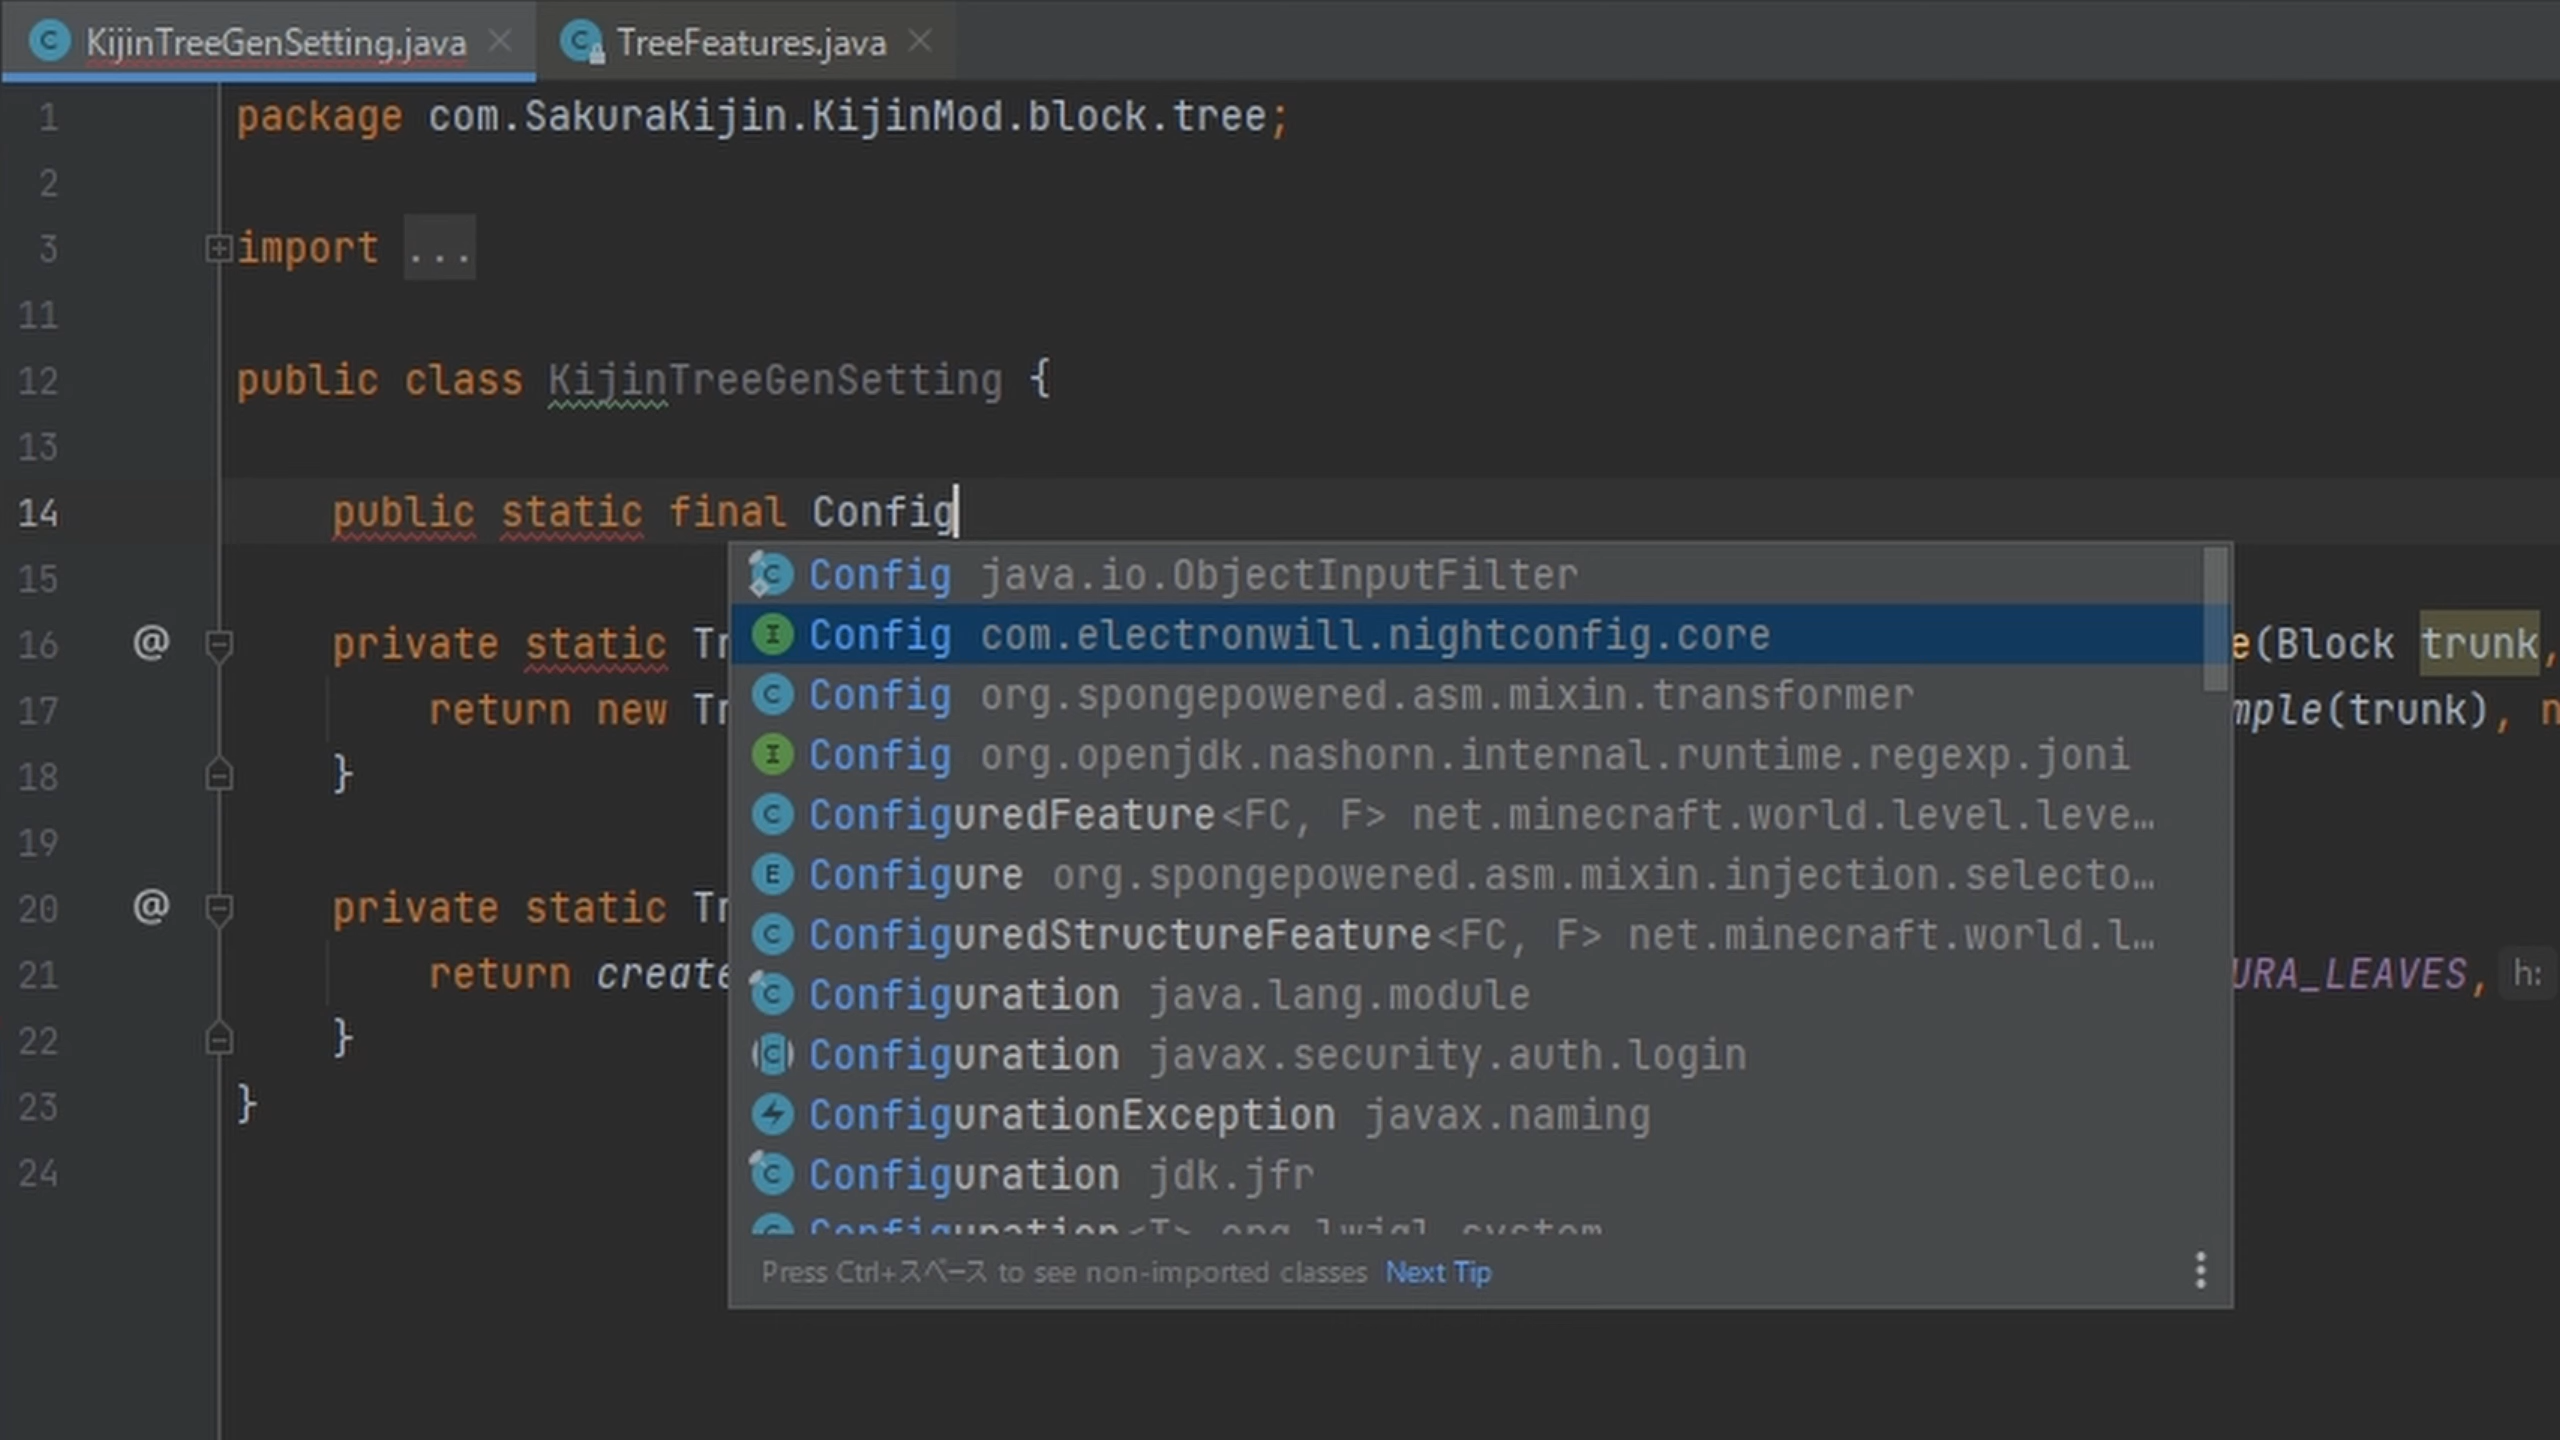 KijinTreeGenSetting.java
TreeFeatures.java
1 package com.SakuraKijin.KijinMod.block.tree;
2
3 import ...
11
12 public class KijinTreeGenSetting {
13
14 public static final Config
15
16 @ private static Tr e(Block trunk,
17 return new Tr mple(trunk), n
18 }
19
20 @ private static Tr
21 return create URA_LEAVES, h:
22 }
23 }
24
Config java.io.ObjectInputFilter
Config com.electronwill.nightconfig.core
Config org.spongepowered.asm.mixin.transformer
Config org.openjdk.nashorn.internal.runtime.regexp.joni
ConfiguredFeature<FC, F> net.minecraft.world.level.leve…
Configure org.spongepowered.asm.mixin.injection.selecto…
ConfiguredStructureFeature<FC, F> net.minecraft.world.l…
Configuration java.lang.module
Configuration javax.security.auth.login
ConfigurationException javax.naming
Configuration jdk.jfr
Configuration<T> org.lwjgl.system
Press Ctrl+スペース to see non-imported classes Next Tip